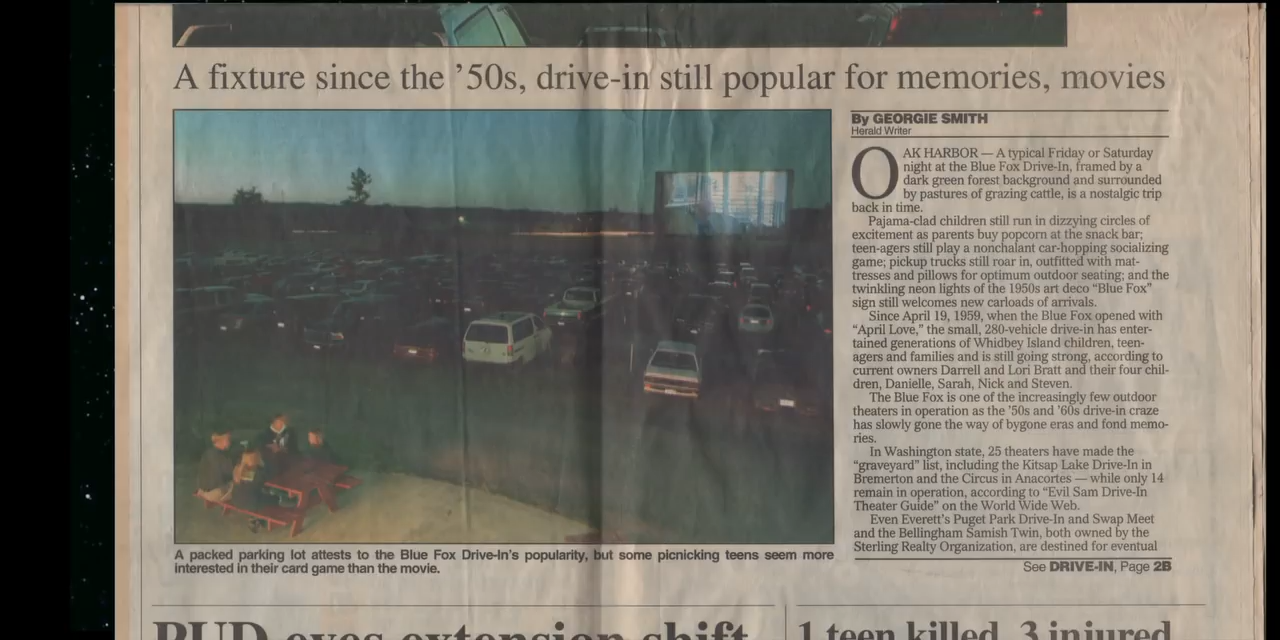 A fixture since the ’50s, drive-in still popular for memories, movies
By GEORGIE SMITH
Herald Writer
OAK HARBOR — A typical Friday or Saturday
night at the Blue Fox Drive-In, framed by a
dark green forest background and surrounded
by pastures of grazing cattle, is a nostalgic trip
back in time.
Pajama-clad children still run in dizzying circles of
excitement as parents buy popcorn at the snack bar;
teen-agers still play a nonchalant car-hopping socializing
game; pickup trucks still roar in, outfitted with mat-
tresses and pillows for optimum outdoor seating; and the
twinkling neon lights of the 1950s art deco “Blue Fox”
sign still welcomes new carloads of arrivals.
Since April 19, 1959, when the Blue Fox opened with
“April Love,” the small, 280-vehicle drive-in has enter-
tained generations of Whidbey Island children, teen-
agers and families and is still going strong, according to
current owners Darrell and Lori Bratt and their four chil-
dren, Danielle, Sarah, Nick and Steven.
The Blue Fox is one of the increasingly few outdoor
theaters in operation as the ’50s and ’60s drive-in craze
has slowly gone the way of bygone eras and fond memo-
ries.
In Washington state, 25 theaters have made the
“graveyard” list, including the Kitsap Lake Drive-In in
Bremerton and the Circus in Anacortes — while only 14
remain in operation, according to “Evil Sam Drive-In
Theater Guide” on the World Wide Web.
Even Everett’s Puget Park Drive-In and Swap Meet
and the Bellingham Samish Twin, both owned by the
Sterling Realty Organization, are destined for eventual
See DRIVE-IN, Page 2B
A packed parking lot attests to the Blue Fox Drive-In’s popularity, but some picnicking teens seem more
interested in their card game than the movie.
PUD eyes extension shift
1 teen killed, 3 injured